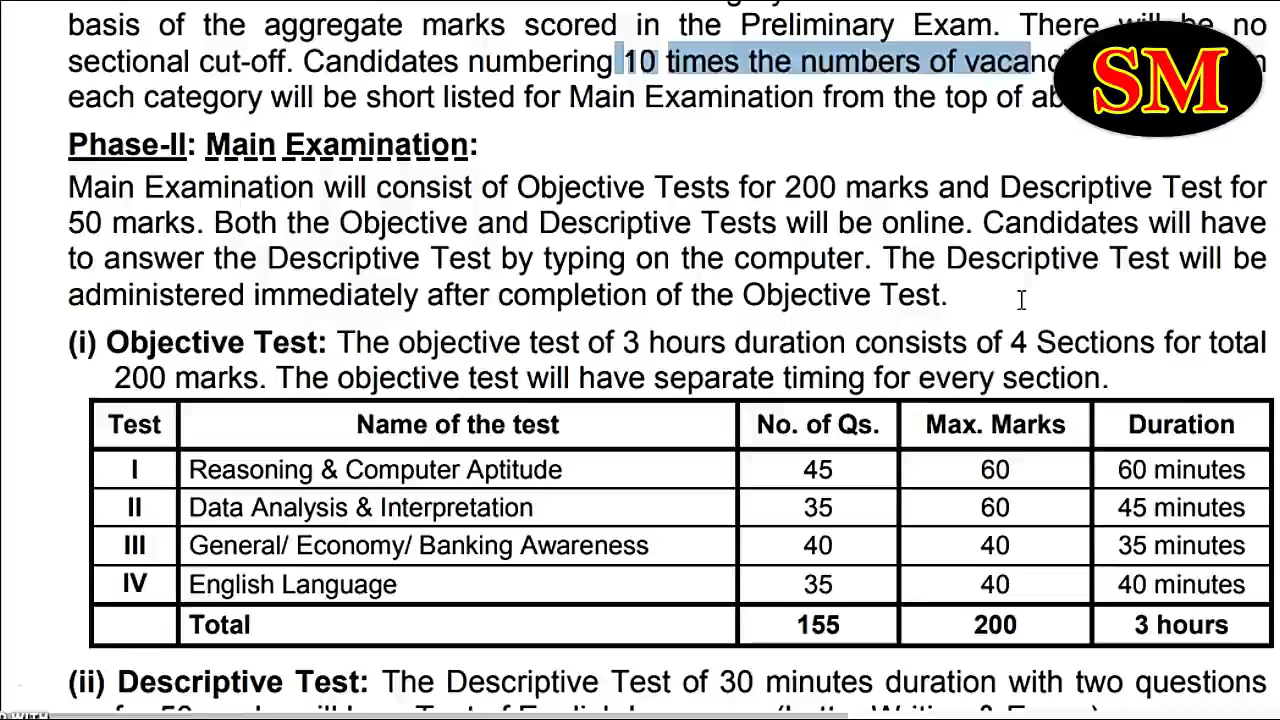 basis of the aggregate marks scored in the Preliminary Exam. There will be no
sectional cut-off. Candidates numbering 10 times the numbers of
each category will be short listed for Main Examination from the top of
SM
Phase-II: Main Examination:
Main Examination will consist of Objective Tests for 200 marks and Descriptive Test for
50 marks. Both the Objective and Descriptive Tests will be online. Candidates will have
to answer the Descriptive Test by typing on the computer. The Descriptive Test will be
administered immediately after completion of the Objective Test.
(i) Objective Test: The objective test of 3 hours duration consists of 4 Sections for total
200 marks. The objective test will have separate timing for every section.
Test Name of the test No. of Qs. Max. Marks Duration
I Reasoning & Computer Aptitude 45 60 60 minutes
II Data Analysis & Interpretation 35 60 45 minutes
III General/ Economy/ Banking Awareness 40 40 35 minutes
IV English Language 35 40 40 minutes
Total 155 200 3 hours
(ii) Descriptive Test: The Descriptive Test of 30 minutes duration with two questions